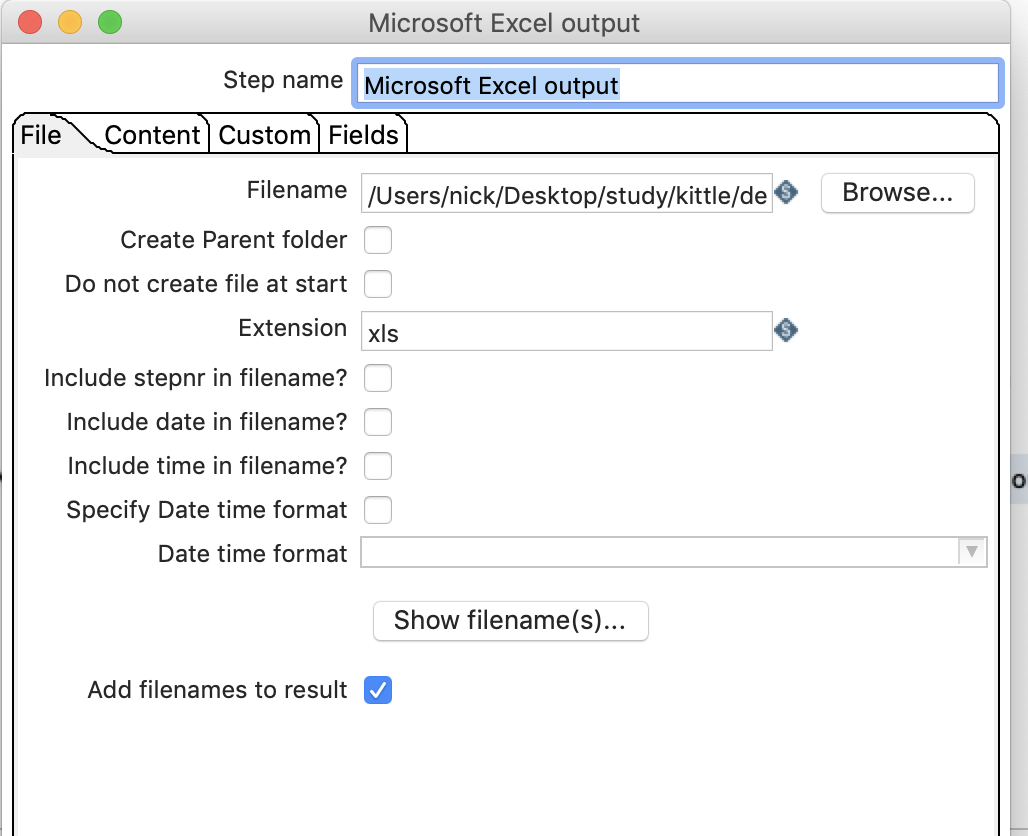 Microsoft Excel output
Step name Microsoft Excel output
File Content Custom Fields
Filename /Users/nick/Desktop/study/kittle/de Browse...
Create Parent folder
Do not create file at start
Extension xls
Include stepnr in filename?
Include date in filename?
Include time in filename?
Specify Date time format
Date time format
Show filename(s)...
Add filenames to result